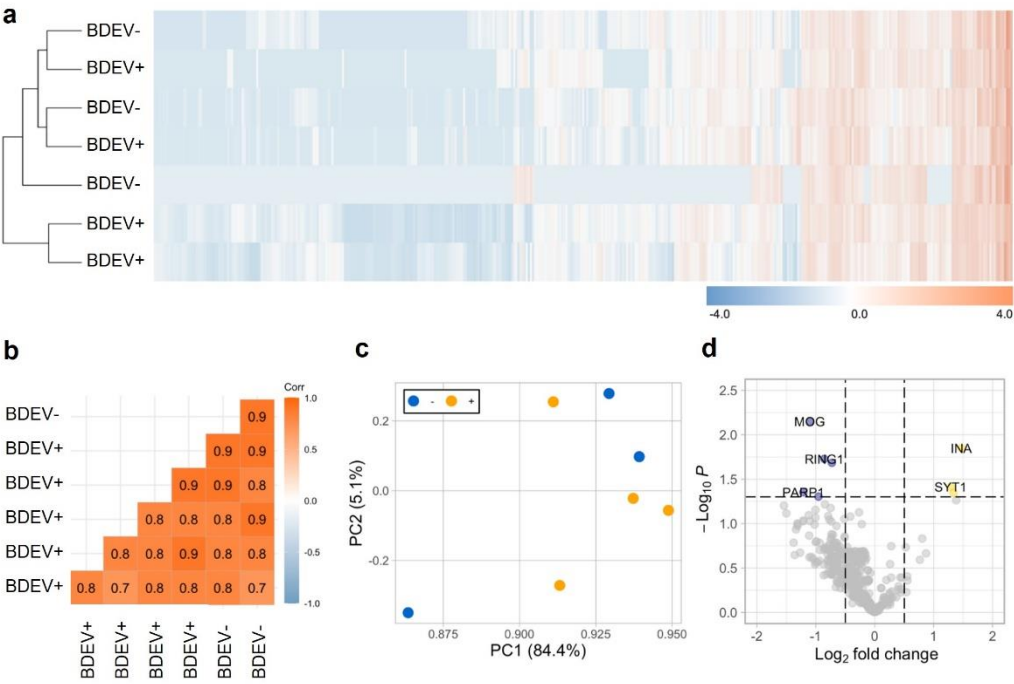 a
BDEV-
BDEV+
BDEV-
BDEV+
BDEV-
BDEV+
BDEV+
-4.0 0.0 4.0
b
Corr
1.0
0.5
0.0
-0.5
-1.0
BDEV- 0.9
BDEV+ 0.9 0.9
BDEV+ 0.9 0.9 0.8
BDEV+ 0.8 0.8 0.8 0.9
BDEV+ 0.8 0.8 0.9 0.8 0.8
BDEV+ 0.8 0.7 0.8 0.8 0.8 0.7
BDEV+ BDEV+ BDEV+ BDEV+ BDEV- BDEV-
c
- +
PC2 (5.1%)
0.2
0.0
-0.2
0.875 0.900 0.925 0.950
PC1 (84.4%)
d
– Log10 P
2.5
2.0
1.5
1.0
0.5
0.0
MOG
RING1
PARP1
INA
SYT1
-2 -1 0 1 2
Log2 fold change